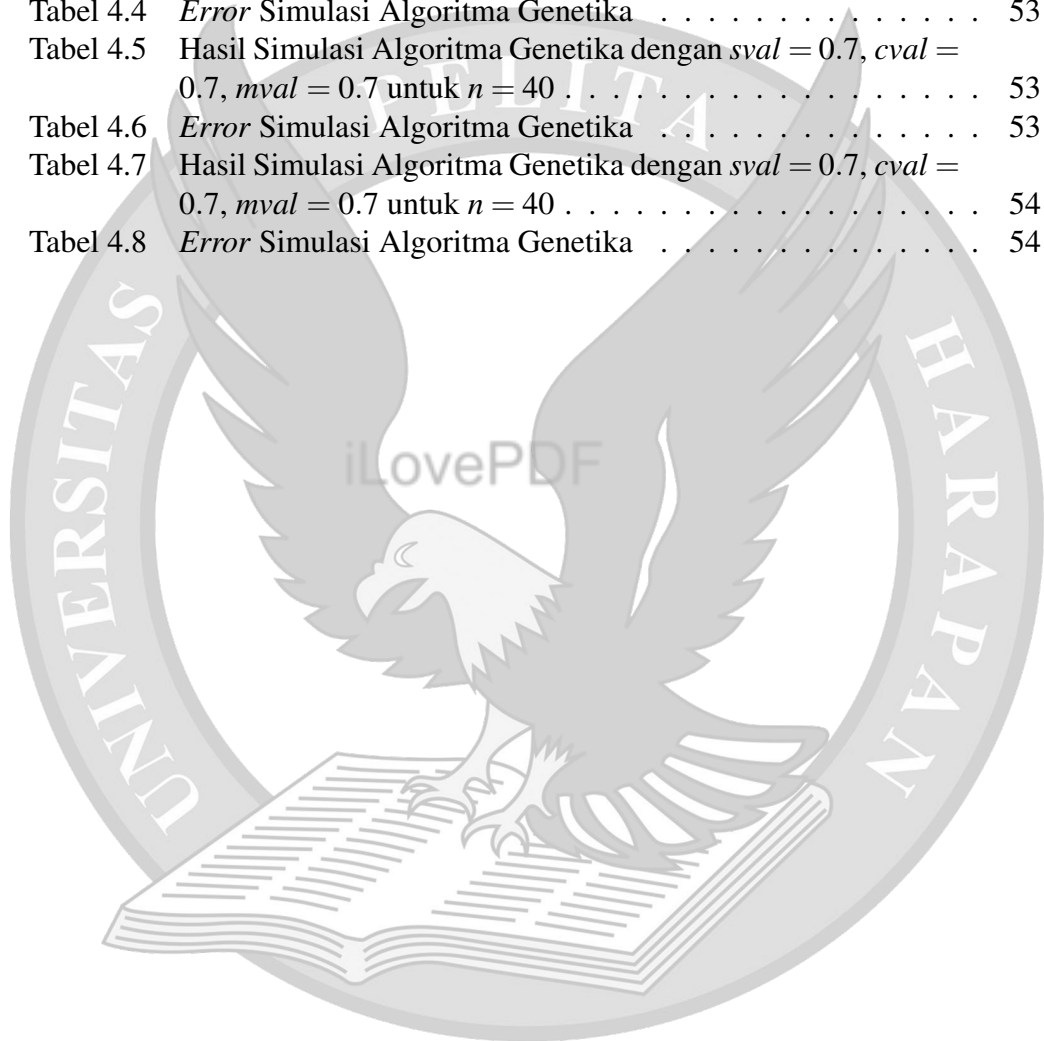 Tabel 4.4 Error Simulasi Algoritma Genetika . . . . . . . . . . . . . . 53
Tabel 4.5 Hasil Simulasi Algoritma Genetika dengan sval = 0.7, cval =
0.7, mval = 0.7 untuk n = 40 . . . . . . . . . . . . . . . . . . 53
Tabel 4.6 Error Simulasi Algoritma Genetika . . . . . . . . . . . . . . 53
Tabel 4.7 Hasil Simulasi Algoritma Genetika dengan sval = 0.7, cval =
0.7, mval = 0.7 untuk n = 40 . . . . . . . . . . . . . . . . . . 54
Tabel 4.8 Error Simulasi Algoritma Genetika . . . . . . . . . . . . . . 54
UNIVERSITAS PELITA HARAPAN
iLovePDF